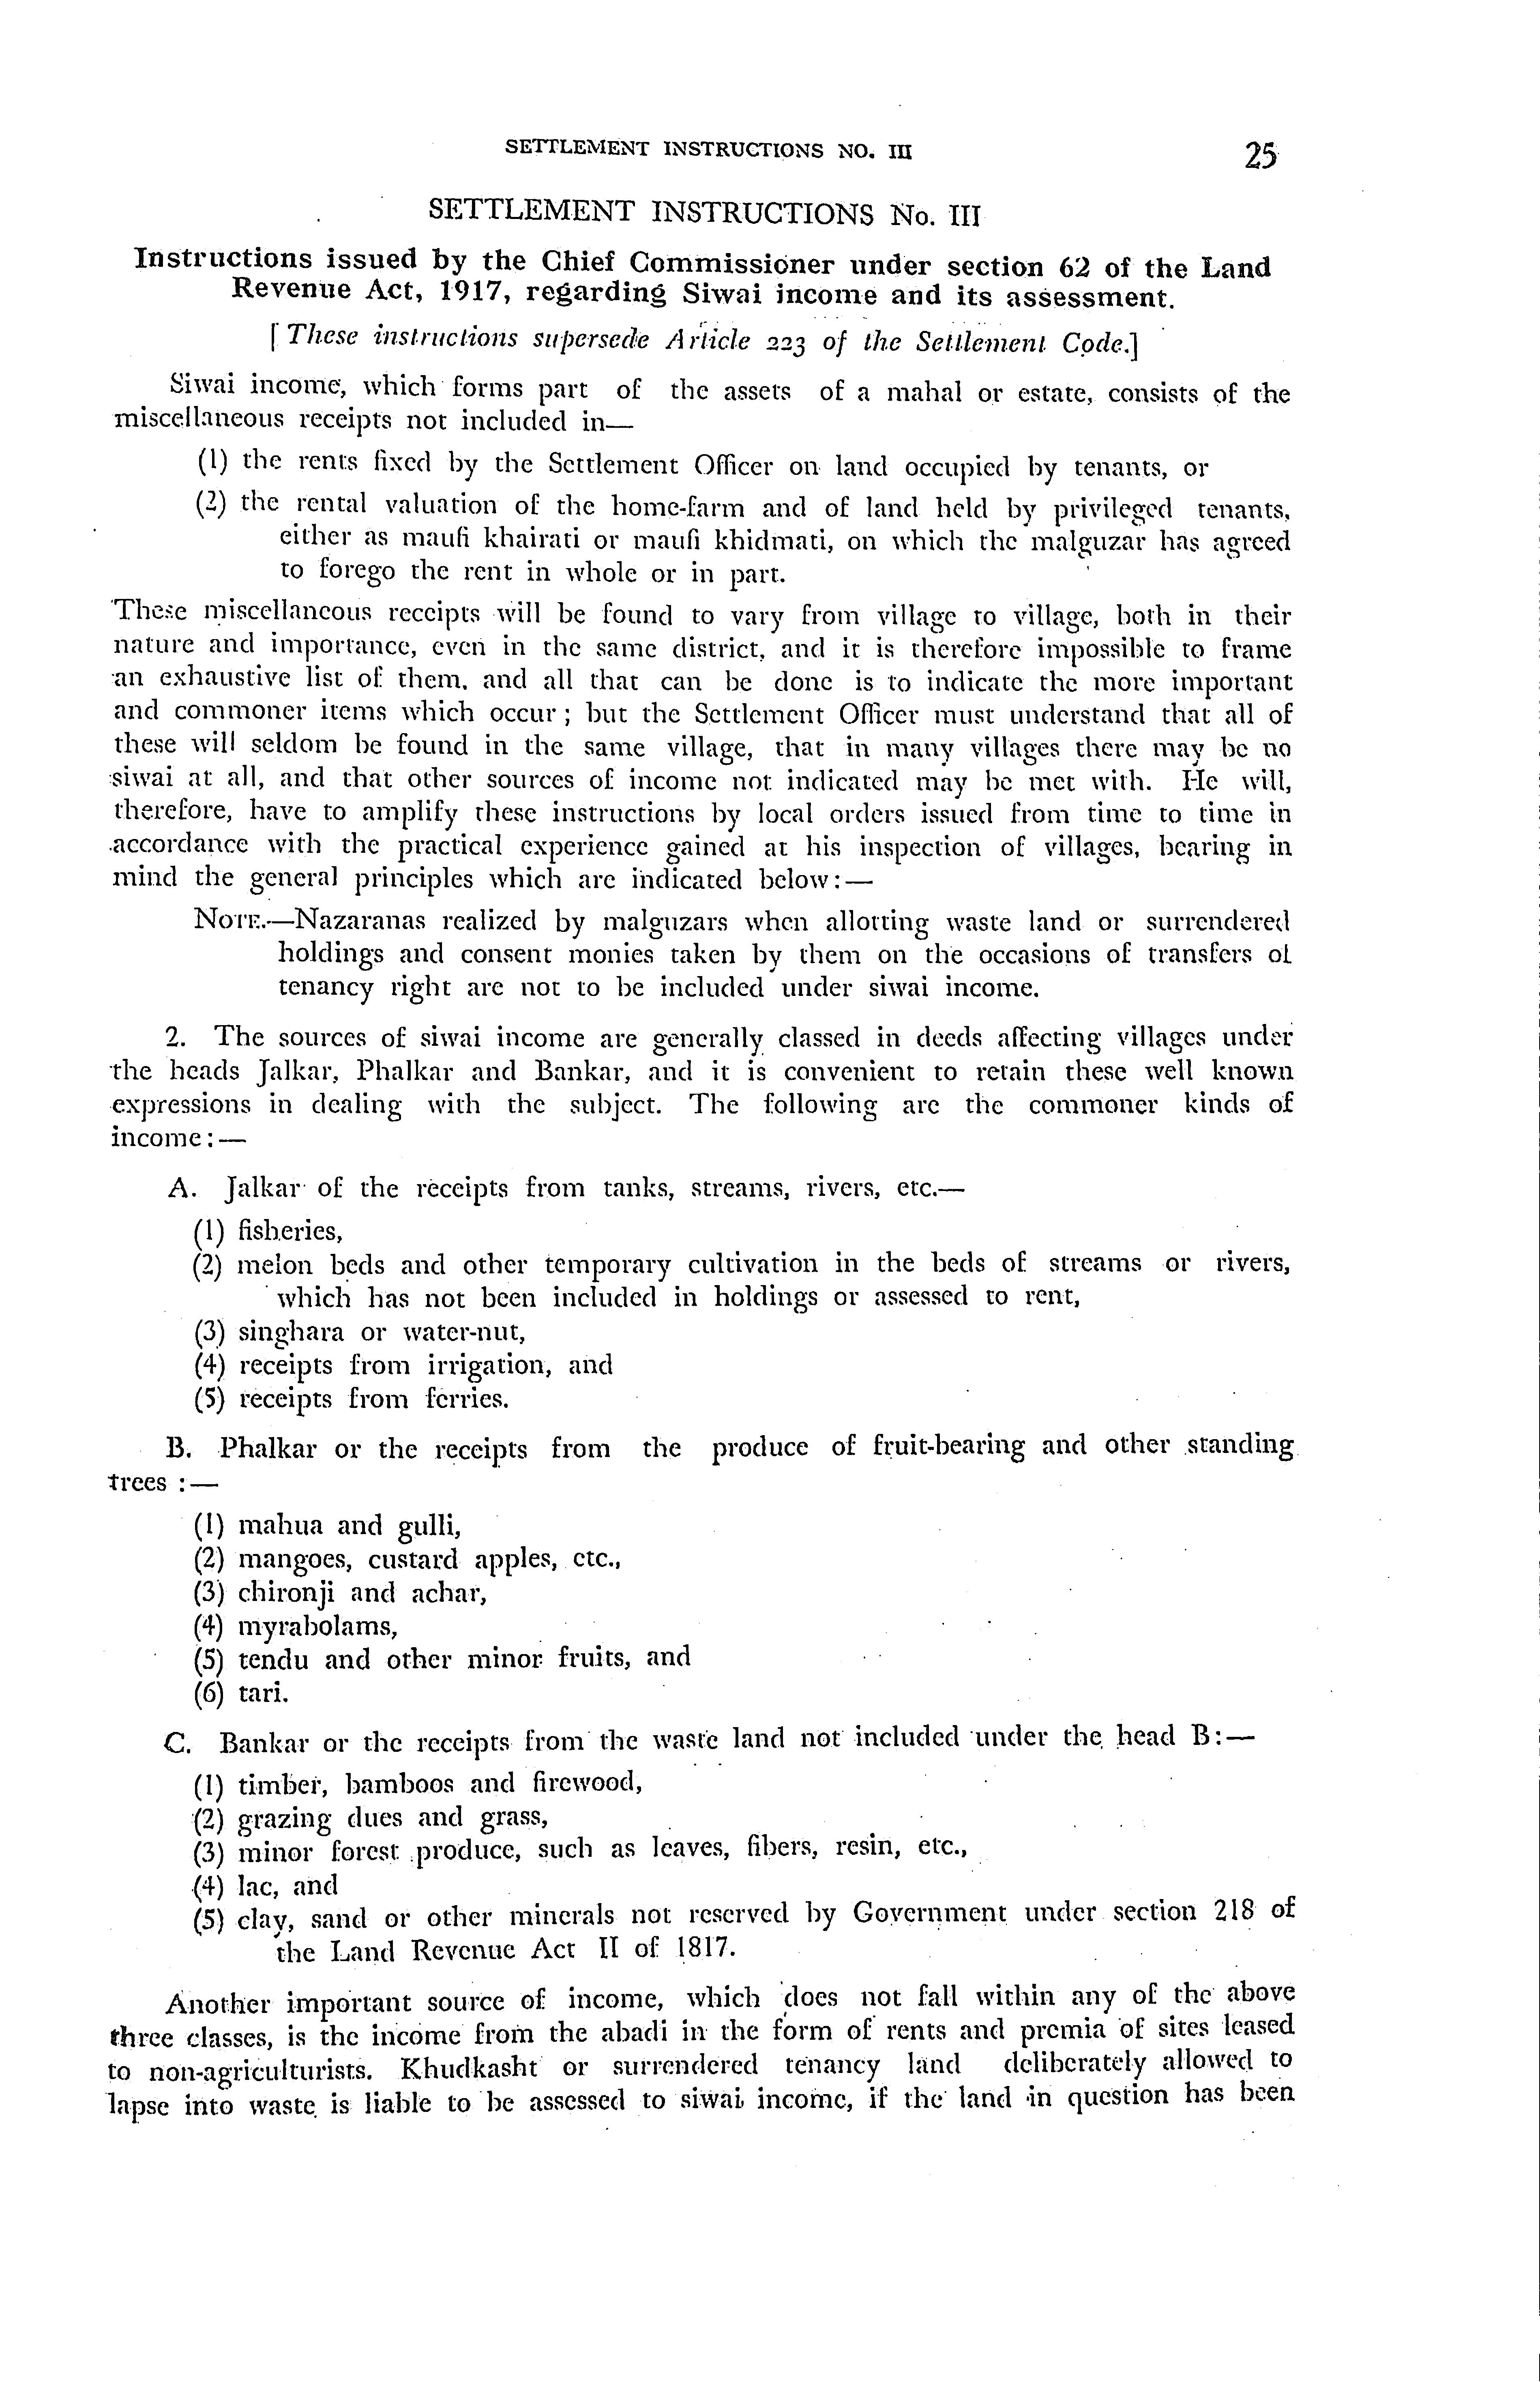 SETTLEMENT INSTRUCTIONS NO. III 25
SETTLEMENT INSTRUCTIONS No. III
Instructions issued by the Chief Commissioner under section 62 of the Land
Revenue Act, 1917, regarding Siwai income and its assessment.
[These instructions supersede Article 223 of the Settlement Code.]
Siwai income, which forms part of the assets of a mahal or estate, consists of the
miscellaneous receipts not included in—
(1) the rents fixed by the Settlement Officer on land occupied by tenants, or
(2) the rental valuation of the home-farm and of land held by privileged tenants,
either as maufi khairati or maufi khidmati, on which the malguzar has agreed
to forego the rent in whole or in part.
These miscellaneous receipts will be found to vary from village to village, both in their
nature and importance, even in the same district, and it is therefore impossible to frame
an exhaustive list of them, and all that can be done is to indicate the more important
and commoner items which occur; but the Settlement Officer must understand that all of
these will seldom be found in the same village, that in many villages there may be no
siwai at all, and that other sources of income not indicated may be met with. He will,
therefore, have to amplify these instructions by local orders issued from time to time in
accordance with the practical experience gained at his inspection of villages, bearing in
mind the general principles which are indicated below:—
NOTE.—Nazaranas realized by malguzars when allotting waste land or surrendered
holdings and consent monies taken by them on the occasions of transfers of
tenancy right are not to be included under siwai income.
2. The sources of siwai income are generally classed in deeds affecting villages under
the heads Jalkar, Phalkar and Bankar, and it is convenient to retain these well known
expressions in dealing with the subject. The following are the commoner kinds of
income:—
A. Jalkar of the receipts from tanks, streams, rivers, etc.—
(1) fisheries,
(2) melon beds and other temporary cultivation in the beds of streams or rivers,
which has not been included in holdings or assessed to rent,
(3) singhara or water-nut,
(4) receipts from irrigation, and
(5) receipts from ferries.
B. Phalkar or the receipts from the produce of fruit-bearing and other standing
trees :—
(1) mahua and gulli,
(2) mangoes, custard apples, etc.,
(3) chironji and achar,
(4) myrabolams,
(5) tendu and other minor fruits, and
(6) tari.
C. Bankar or the receipts from the waste land not included under the head B:—
(1) timber, bamboos and firewood,
(2) grazing dues and grass,
(3) minor forest produce, such as leaves, fibers, resin, etc.,
(4) lac, and
(5) clay, sand or other minerals not reserved by Government under section 218 of
the Land Revenue Act II of 1817.
Another important source of income, which does not fall within any of the above
three classes, is the income from the abadi in the form of rents and premia of sites leased
to non-agriculturists. Khudkasht or surrendered tenancy land deliberately allowed to
lapse into waste is liable to be assessed to siwai income, if the land in question has been